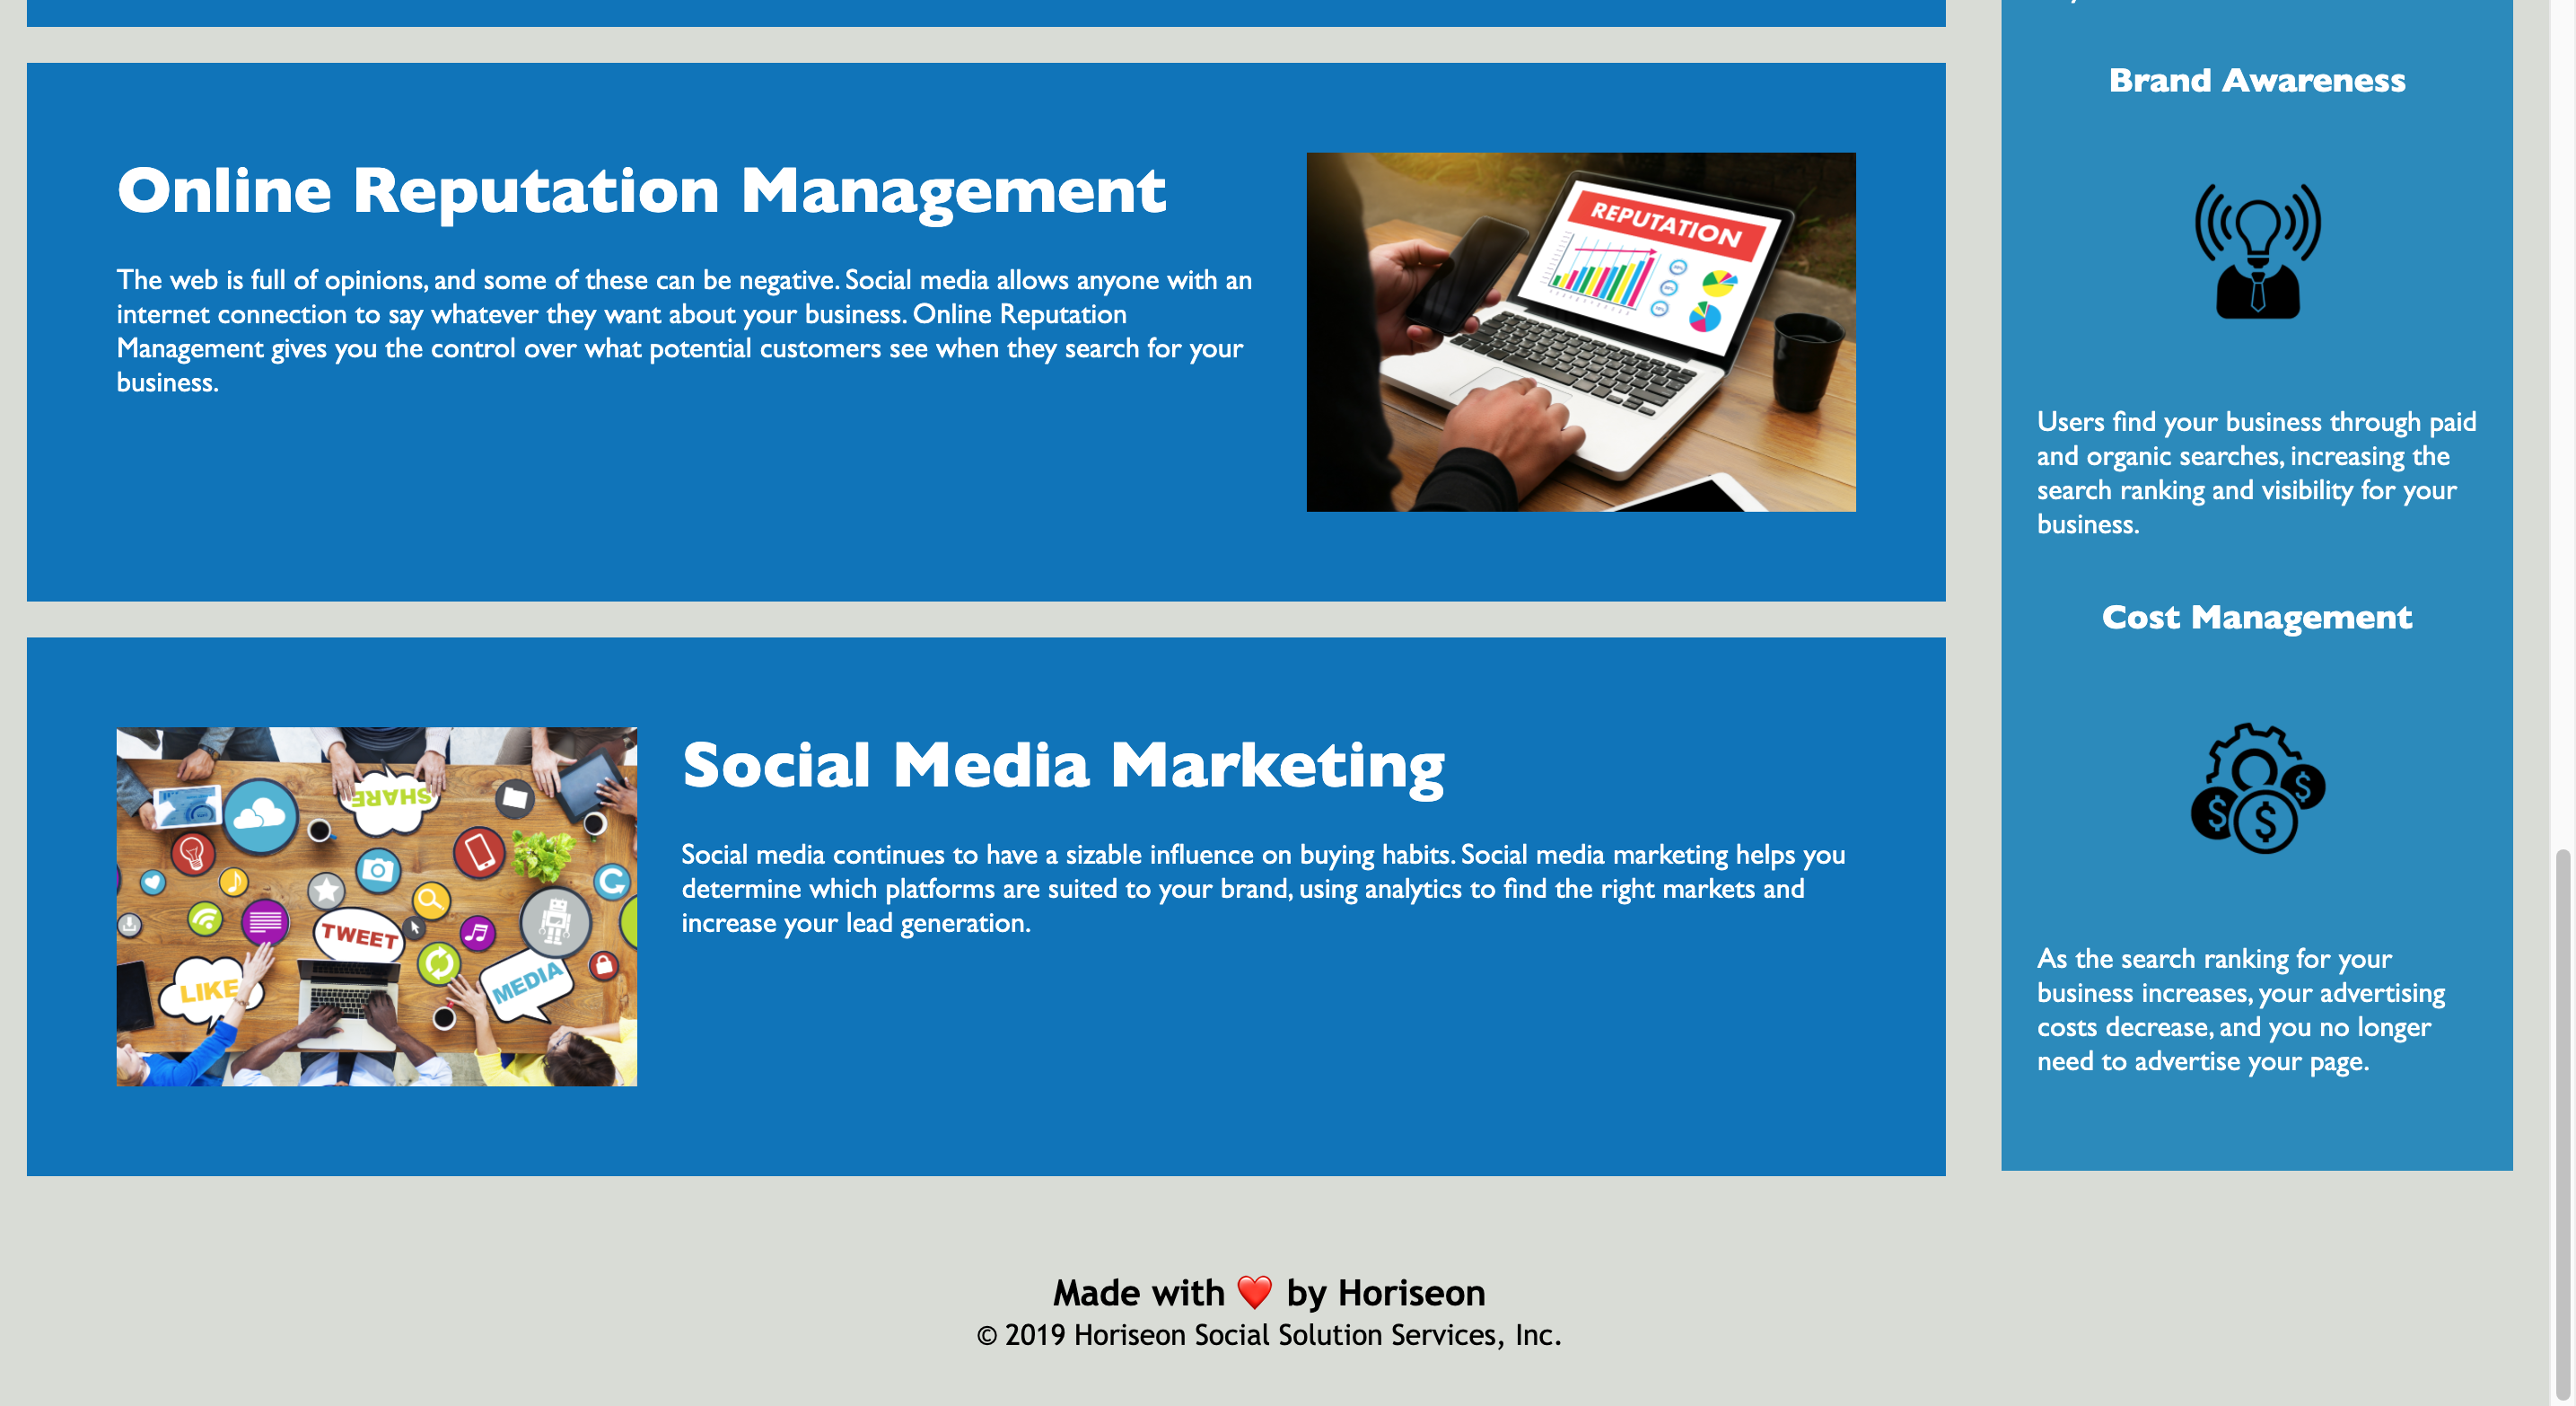 Online Reputation Management
The web is full of opinions, and some of these can be negative. Social media allows anyone with an
internet connection to say whatever they want about your business. Online Reputation
Management gives you the control over what potential customers see when they search for your
business.
REPUTATION
SHARE
TWEET
LIKE
MEDIA
Social Media Marketing
Social media continues to have a sizable influence on buying habits. Social media marketing helps you
determine which platforms are suited to your brand, using analytics to find the right markets and
increase your lead generation.
Brand Awareness
Users find your business through paid
and organic searches, increasing the
search ranking and visibility for your
business.
Cost Management
$ $ $
As the search ranking for your
business increases, your advertising
costs decrease, and you no longer
need to advertise your page.
Made with ❤️ by Horiseon
© 2019 Horiseon Social Solution Services, Inc.